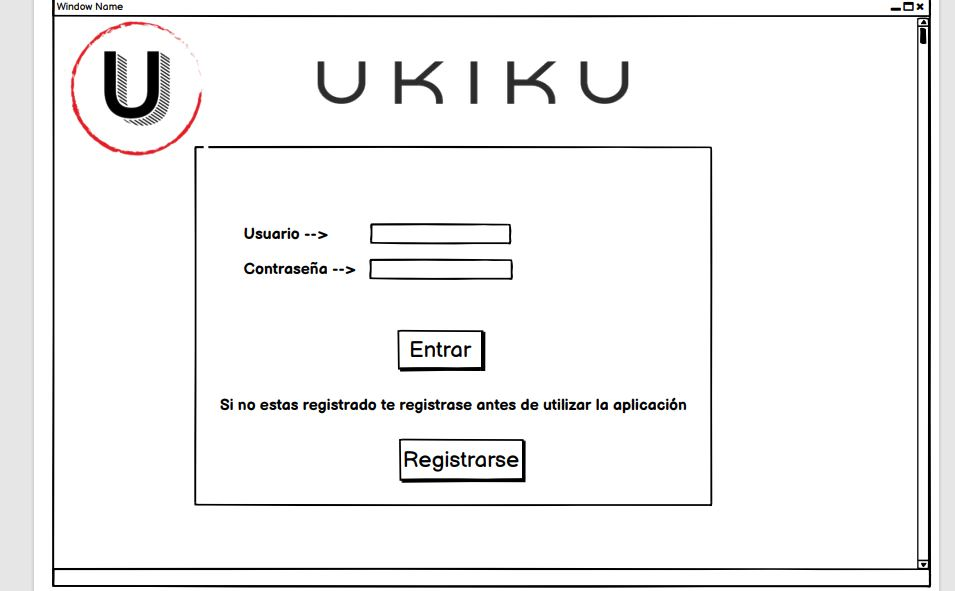 Window Name
U
UKIKU
Usuario -->
Contraseña -->
Entrar
Si no estas registrado te registrase antes de utilizar la aplicación
Registrarse